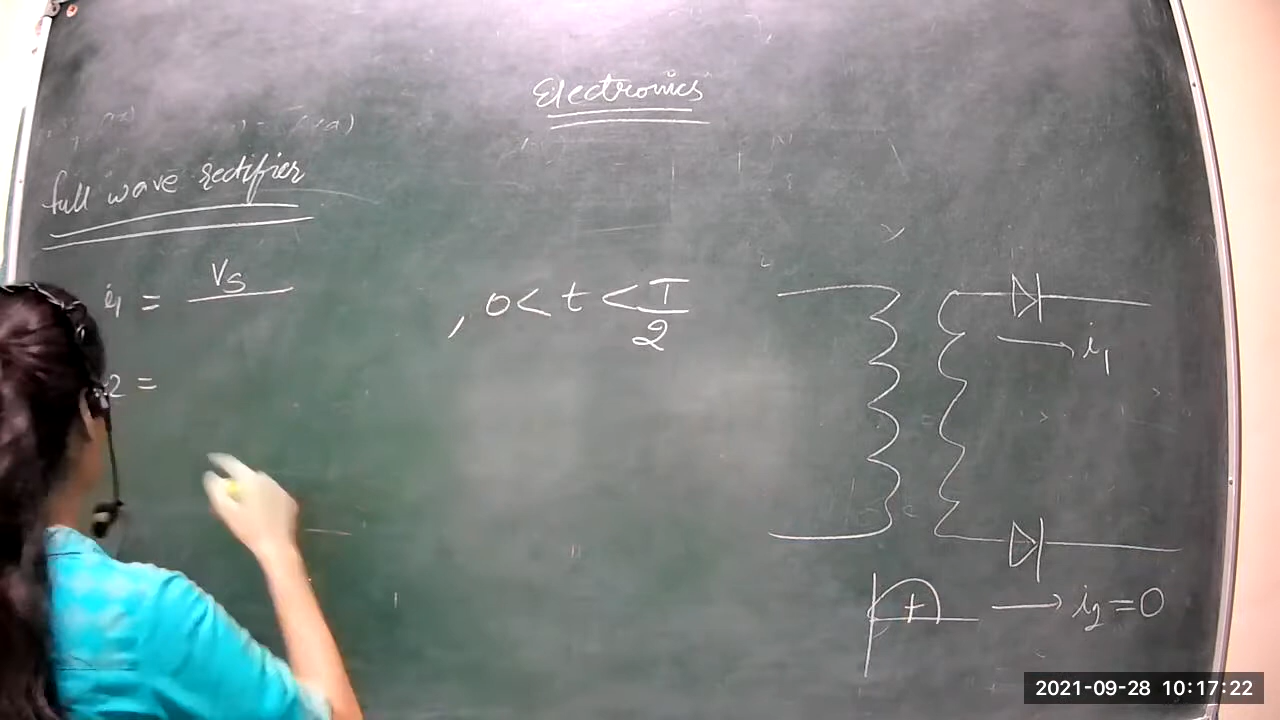 Electronics
full wave rectifier
i1 = Vs , 0 < t < T/2
2 =
i1
+
i2 = 0
2021-09-28 10:17:22